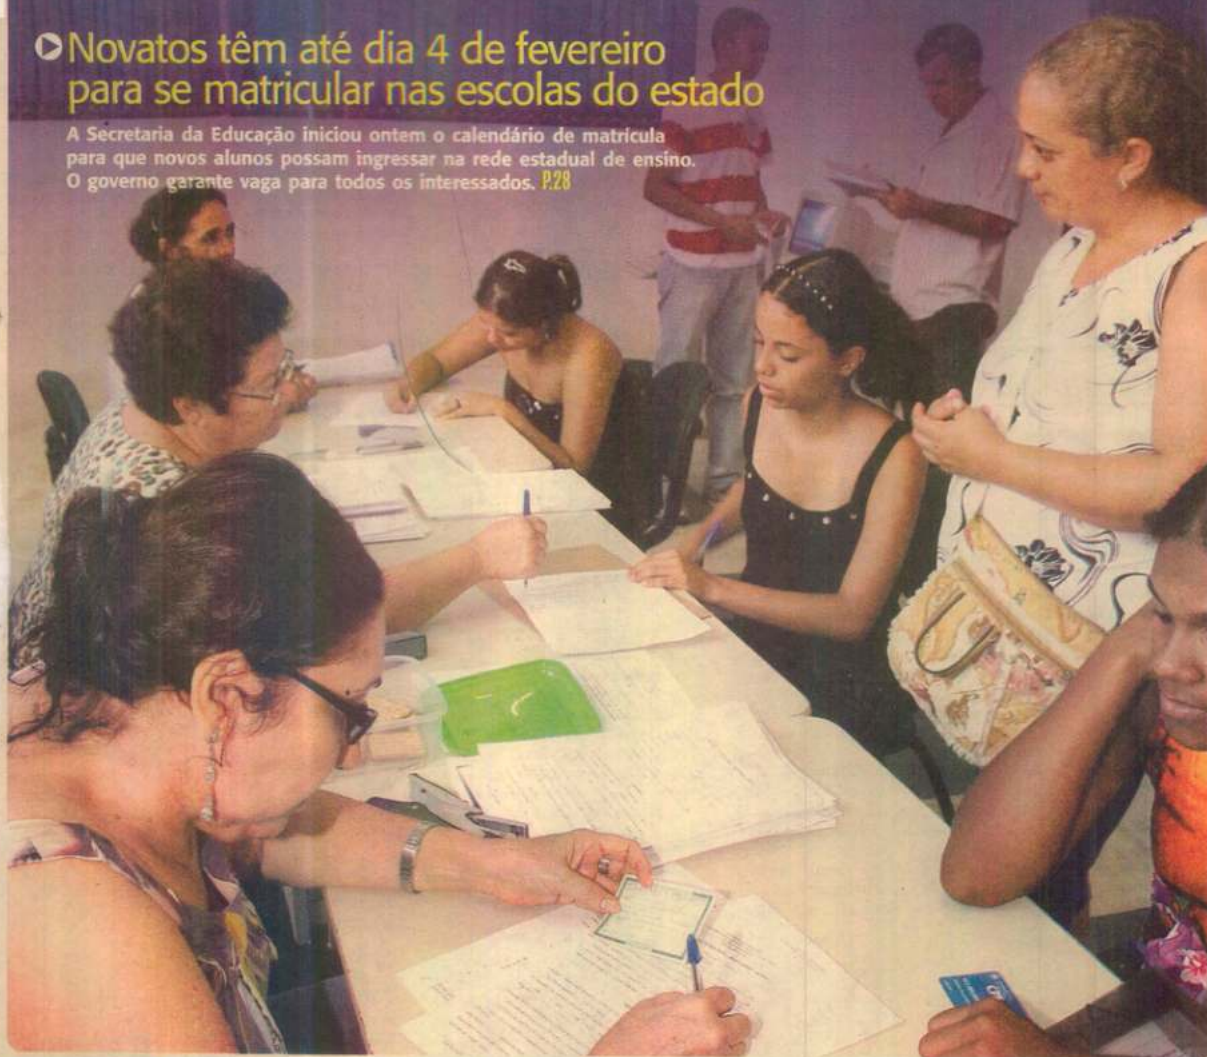 Novatos têm até dia 4 de fevereiro
para se matricular nas escolas do estado
A Secretaria da Educação iniciou ontem o calendário de matrícula
para que novos alunos possam ingressar na rede estadual de ensino.
O governo garante vaga para todos os interessados. P.28